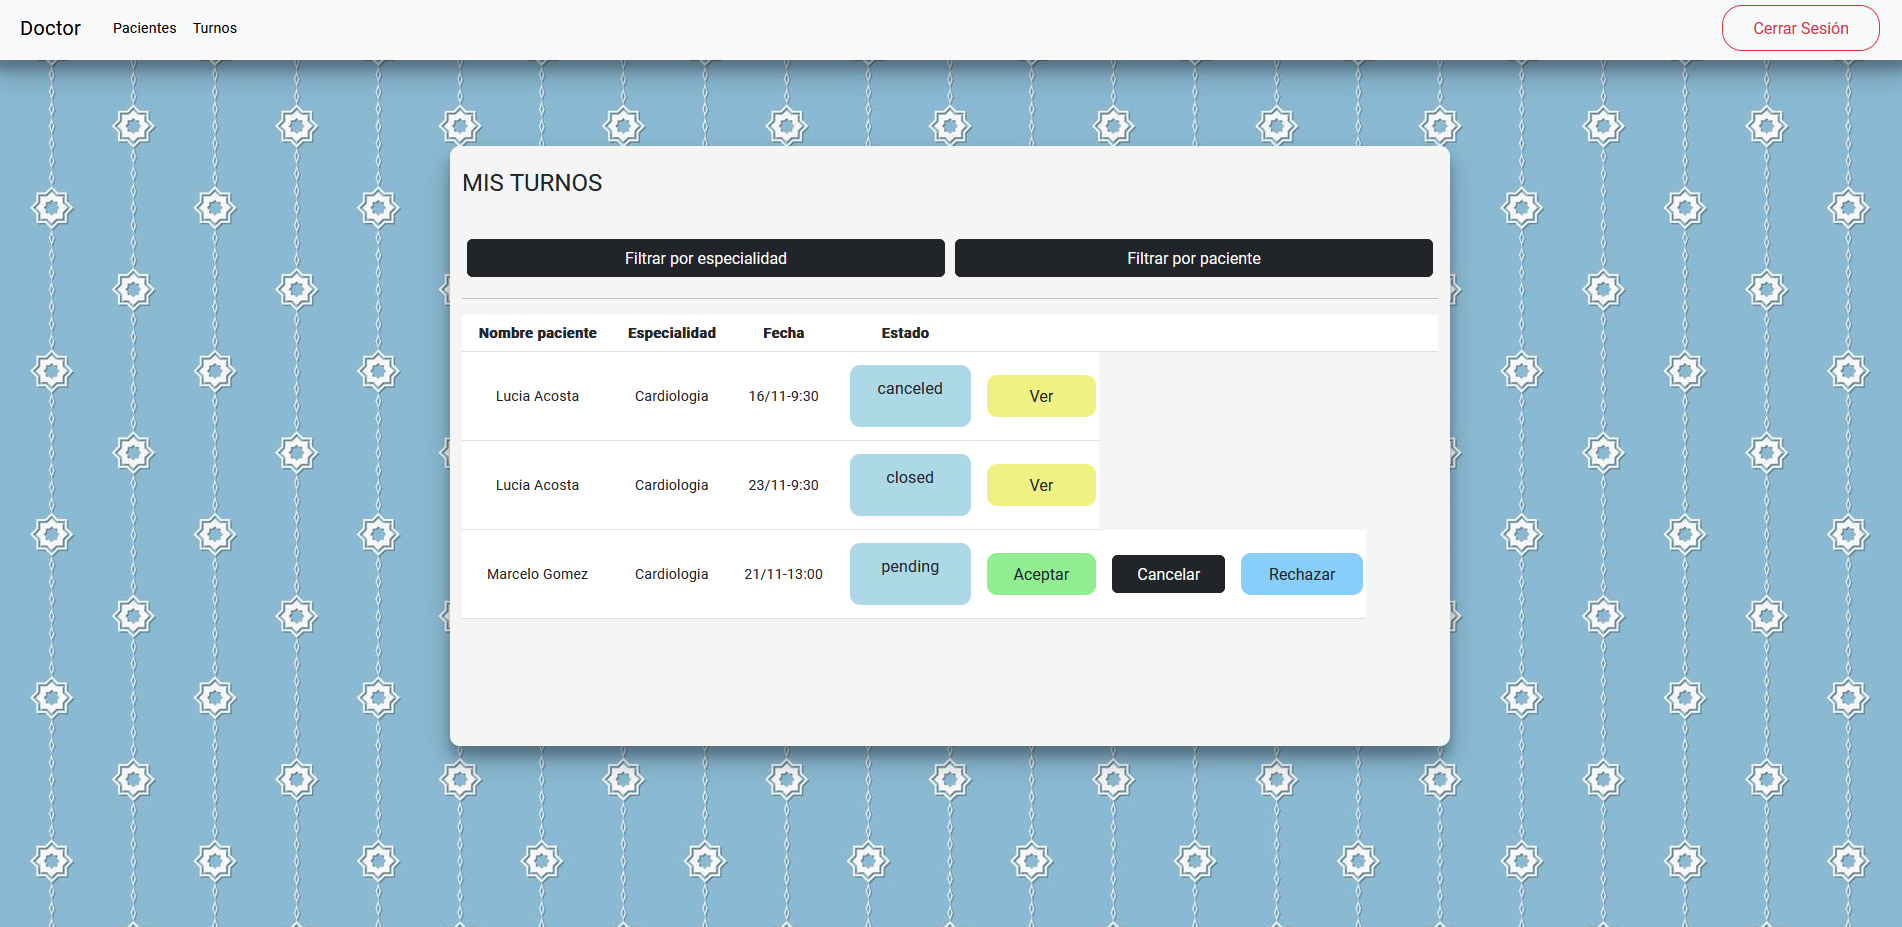 Doctor Pacientes Turnos Cerrar Sesión
MIS TURNOS
Filtrar por especialidad Filtrar por paciente
Nombre paciente Especialidad Fecha Estado
Lucia Acosta Cardiologia 16/11-9:30 canceled Ver
Lucia Acosta Cardiologia 23/11-9:30 closed Ver
Marcelo Gomez Cardiologia 21/11-13:00 pending Aceptar Cancelar Rechazar